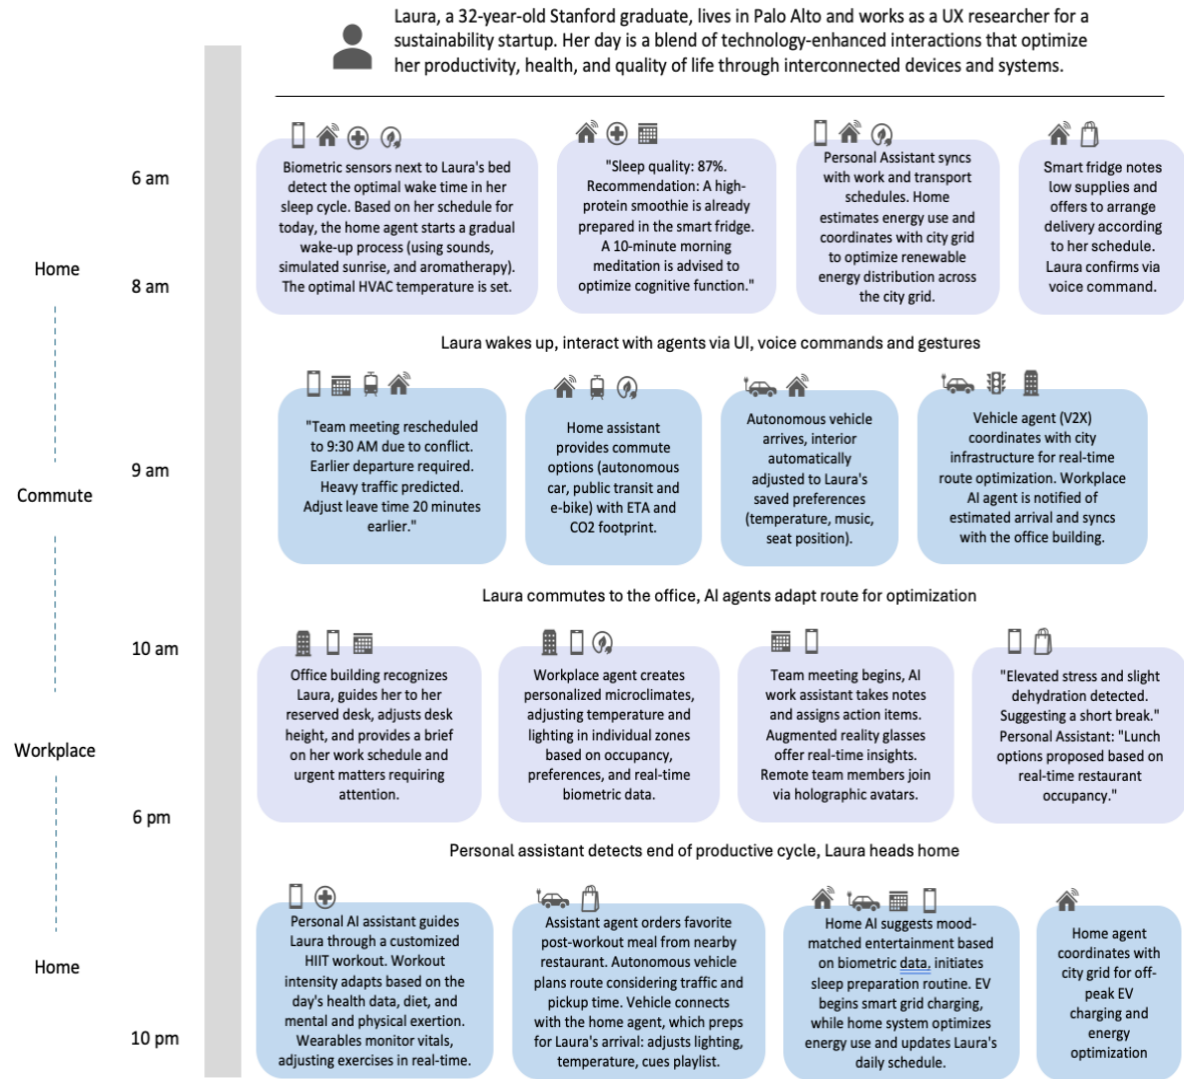 Laura, a 32-year-old Stanford graduate, lives in Palo Alto and works as a UX researcher for a
sustainability startup. Her day is a blend of technology-enhanced interactions that optimize
her productivity, health, and quality of life through interconnected devices and systems.
6 am
Home
8 am
Biometric sensors next to Laura's bed
detect the optimal wake time in her
sleep cycle. Based on her schedule for
today, the home agent starts a gradual
wake-up process (using sounds,
simulated sunrise, and aromatherapy).
The optimal HVAC temperature is set.
"Sleep quality: 87%.
Recommendation: A high-
protein smoothie is already
prepared in the smart fridge.
A 10-minute morning
meditation is advised to
optimize cognitive function."
Personal Assistant syncs
with work and transport
schedules. Home
estimates energy use and
coordinates with city grid
to optimize renewable
energy distribution across
the city grid.
Smart fridge notes
low supplies and
offers to arrange
delivery according
to her schedule.
Laura confirms via
voice command.
Laura wakes up, interact with agents via UI, voice commands and gestures
9 am
Commute
"Team meeting rescheduled
to 9:30 AM due to conflict.
Earlier departure required.
Heavy traffic predicted.
Adjust leave time 20 minutes
earlier."
Home assistant
provides commute
options (autonomous
car, public transit and
e-bike) with ETA and
CO2 footprint.
Autonomous vehicle
arrives, interior
automatically
adjusted to Laura's
saved preferences
(temperature, music,
seat position).
Vehicle agent (V2X)
coordinates with city
infrastructure for real-time
route optimization. Workplace
AI agent is notified of
estimated arrival and syncs
with the office building.
Laura commutes to the office, AI agents adapt route for optimization
10 am
Workplace
6 pm
Office building recognizes
Laura, guides her to her
reserved desk, adjusts desk
height, and provides a brief
on her work schedule and
urgent matters requiring
attention.
Workplace agent creates
personalized microclimates,
adjusting temperature and
lighting in individual zones
based on occupancy,
preferences, and real-time
biometric data.
Team meeting begins, AI
work assistant takes notes
and assigns action items.
Augmented reality glasses
offer real-time insights.
Remote team members join
via holographic avatars.
"Elevated stress and slight
dehydration detected.
Suggesting a short break."
Personal Assistant: "Lunch
options proposed based on
real-time restaurant
occupancy."
Personal assistant detects end of productive cycle, Laura heads home
Home
10 pm
Personal AI assistant guides
Laura through a customized
HIIT workout. Workout
intensity adapts based on the
day's health data, diet, and
mental and physical exertion.
Wearables monitor vitals,
adjusting exercises in real-time.
Assistant agent orders favorite
post-workout meal from nearby
restaurant. Autonomous vehicle
plans route considering traffic and
pickup time. Vehicle connects
with the home agent, which preps
for Laura's arrival: adjusts lighting,
temperature, cues playlist.
Home AI suggests mood-
matched entertainment based
on biometric data, initiates
sleep preparation routine. EV
begins smart grid charging,
while home system optimizes
energy use and updates Laura's
daily schedule.
Home agent
coordinates with
city grid for off-
peak EV
charging and
energy
optimization